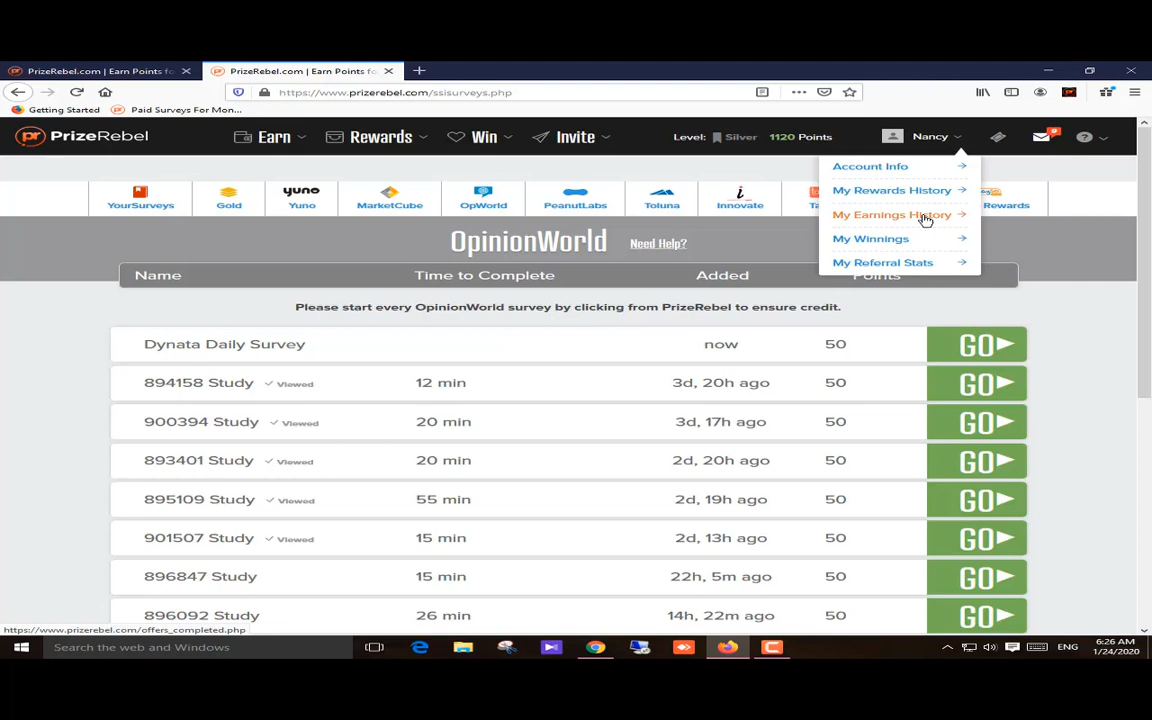 PrizeRebel.com | Earn Points for
PrizeRebel.com | Earn Points for
https://www.prizerebel.com/ssisurveys.php
Getting Started
Paid Surveys For Mon...
pr PrizeRebel
Earn
Rewards
Win
Invite
Level: Silver 1120 Points
Nancy
Account Info
My Rewards History
My Earnings History
My Winnings
My Referral Stats
YourSurveys
Gold
yuno
Yuno
MarketCube
OpWorld
PeanutLabs
Toluna
Innovate
Rewards
OpinionWorld Need Help?
Name Time to Complete Added Points
Please start every OpinionWorld survey by clicking from PrizeRebel to ensure credit.
Dynata Daily Survey now 50 GO
894158 Study Viewed 12 min 3d, 20h ago 50 GO
900394 Study Viewed 20 min 3d, 17h ago 50 GO
893401 Study Viewed 20 min 2d, 20h ago 50 GO
895109 Study Viewed 55 min 2d, 19h ago 50 GO
901507 Study Viewed 15 min 2d, 13h ago 50 GO
896847 Study 15 min 22h, 5m ago 50 GO
896092 Study 26 min 14h, 22m ago 50 GO
https://www.prizerebel.com/offers_completed.php
Search the web and Windows
ENG
6:26 AM
1/24/2020